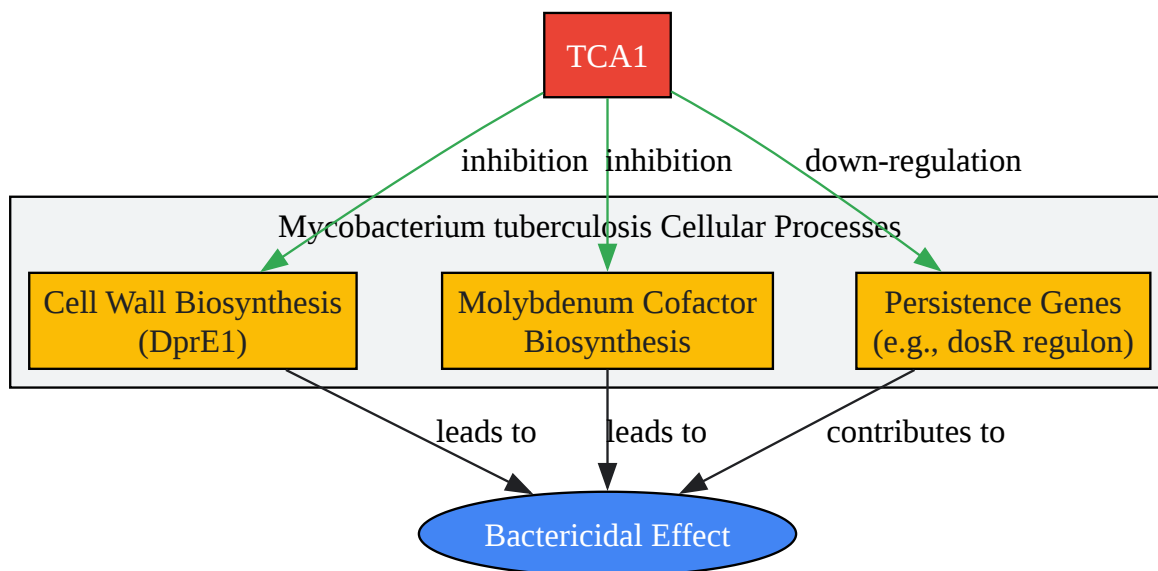 TCA1
inhibition inhibition down-regulation
Mycobacterium tuberculosis Cellular Processes
Cell Wall Biosynthesis
(DprE1)
Molybdenum Cofactor
Biosynthesis
Persistence Genes
(e.g., dosR regulon)
leads to leads to contributes to
Bactericidal Effect